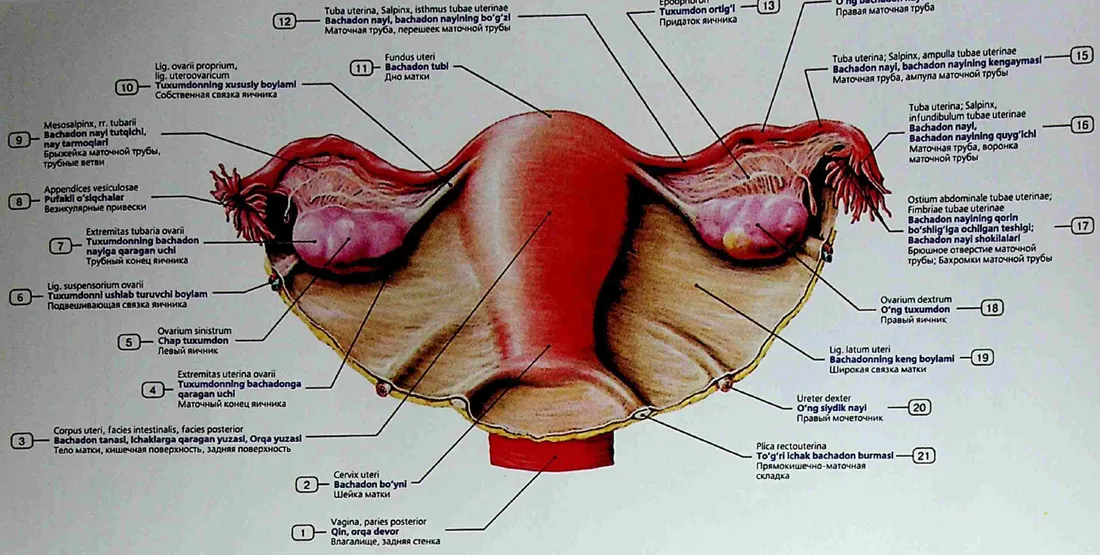 Tuba uterina, Salpinx, isthmus tubae uterinae
12
Bachadon nayi, bachadon nayining bo'g'zi
Маточная труба, перешеек маточной трубы
Tuxumdon ortig'i
13
Придаток яичника
Правая маточная труба
Fundus uteri
11
Bachadon tubi
Дно матки
Tuba uterina; Salpinx, ampulla tubae uterinae
Bachadon nayi, bachadon nayining kengaymasi
15
Маточная труба, ампула маточной трубы
Lig. ovarii proprium,
lig. uteroovaricum
10
Tuxumdonning xususiy boylami
Собственная связка яичника
Tuba uterina; Salpinx,
infundibulum tubae uterinae
Bachadon nayi,
16
Bachadon nayining quyg'ichi
Маточная труба, воронка
маточной трубы
Mesosalpinx, rr. tubarii
9
Bachadon nayi tutqichi,
nay tarmoqlari
Брыжейка маточной трубы,
трубные ветви
Appendices vesiculosae
8
Pufakli o'siqchalar
Везикулярные привески
Ostium abdominale tubae uterinae;
Fimbriae tubae uterinae
Bachadon nayining qorin
bo'shlig'iga ochilgan teshigi;
17
Bachadon nayi shokilalari
Брюшное отверстие маточной
трубы; Бахромки маточной трубы
Extremitas tubaria ovarii
7
Tuxumdonning bachadon
nayiga qaragan uchi
Трубный конец яичника
Lig. suspensorium ovarii
6
Tuxumdonni ushlab turuvchi boylam
Подвешивающая связка яичника
Ovarium dextrum
O'ng tuxumdon
18
Правый яичник
Ovarium sinistrum
5
Chap tuxumdon
Левый яичник
Lig. latum uteri
Bachadonning keng boylami
19
Широкая связка матки
Extremitas uterina ovarii
4
Tuxumdonning bachadonga
qaragan uchi
Маточный конец яичника
Ureter dexter
O'ng siydik nayi
20
Правый мочеточник
Corpus uteri, facies intestinalis, facies posterior
3
Bachadon tanasi, Ichaklarga qaragan yuzasi, Orqa yuzasi
Тело матки, кишечная поверхность, задняя поверхность
Plica rectouterina
To'g'ri ichak bachadon burmasi
21
Прямокишечно-маточная
складка
Cervix uteri
2
Bachadon bo'yni
Шейка матки
Vagina, paries posterior
1
Qin, orqa devor
Влагалище, задняя стенка